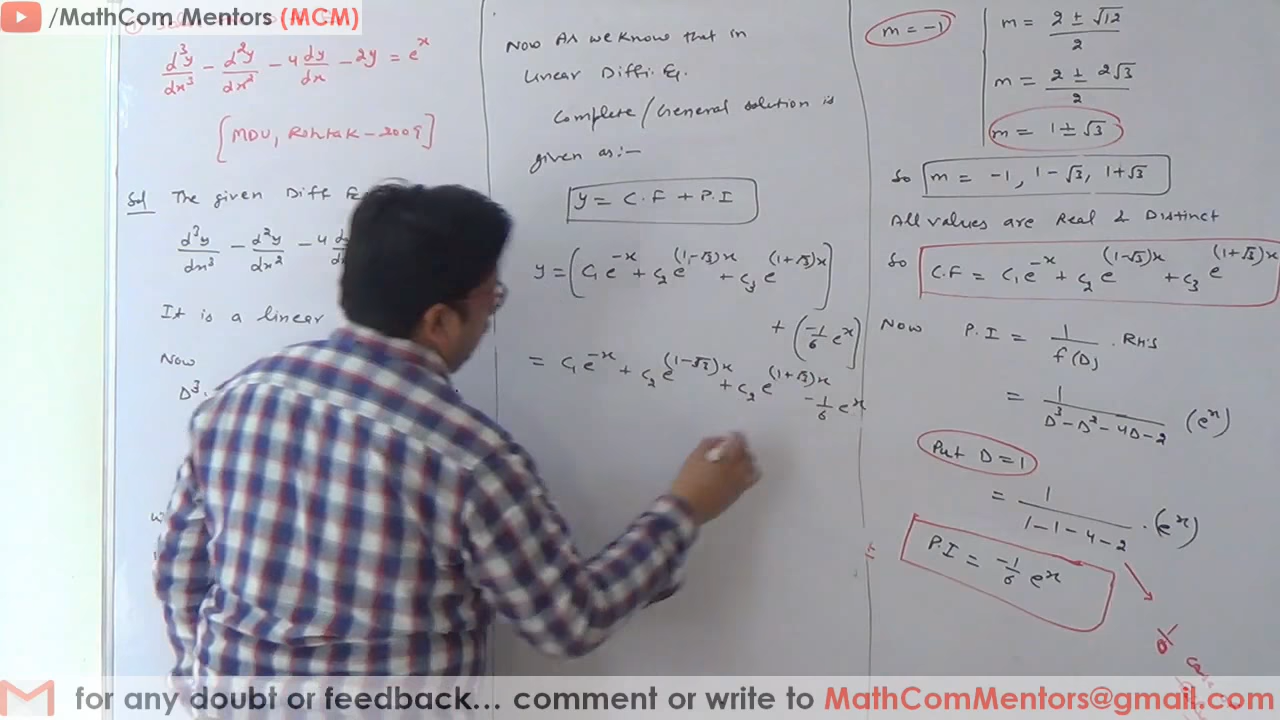 /MathCom Mentors (MCM)
d³y/dx³ - d²y/dx² - 4 dy/dx - 2y = eˣ
[MDU, Rohtak - 2009]
Sol The given Diff Eq
d³y/dx³ - d²y/dx² - 4
It is a linear
Now
D³
Now As we know that in
Linear Diffi. Eq.
Complete/General solution is
given as:-
y = C.F + P.I
y = (c₁e^(-x) + c₂e^((1-√3)x) + c₃e^((1+√3)x)]
+ (-1/6 eˣ]
= c₁e^(-x) + c₂e^((1-√3)x) + c₂e^((1+√3)x) - 1/6 eˣ
m = -1
m = (2 ± √12)/2
m = (2 ± 2√3)/2
m = 1 ± √3
So m = -1, 1-√3, 1+√3
All values are Real & Distinct
So C.F = c₁e^(-x) + c₂e^((1-√3)x) + c₃e^((1+√3)x)
Now P.I = 1/f(D) . RHS
= 1/(D³-D²-4D-2) (eˣ)
Put D=1
= 1/(1-1-4-2) . (eˣ)
P.I = -1/6 eˣ
for any doubt or feedback... comment or write to MathComMentors@gmail.com